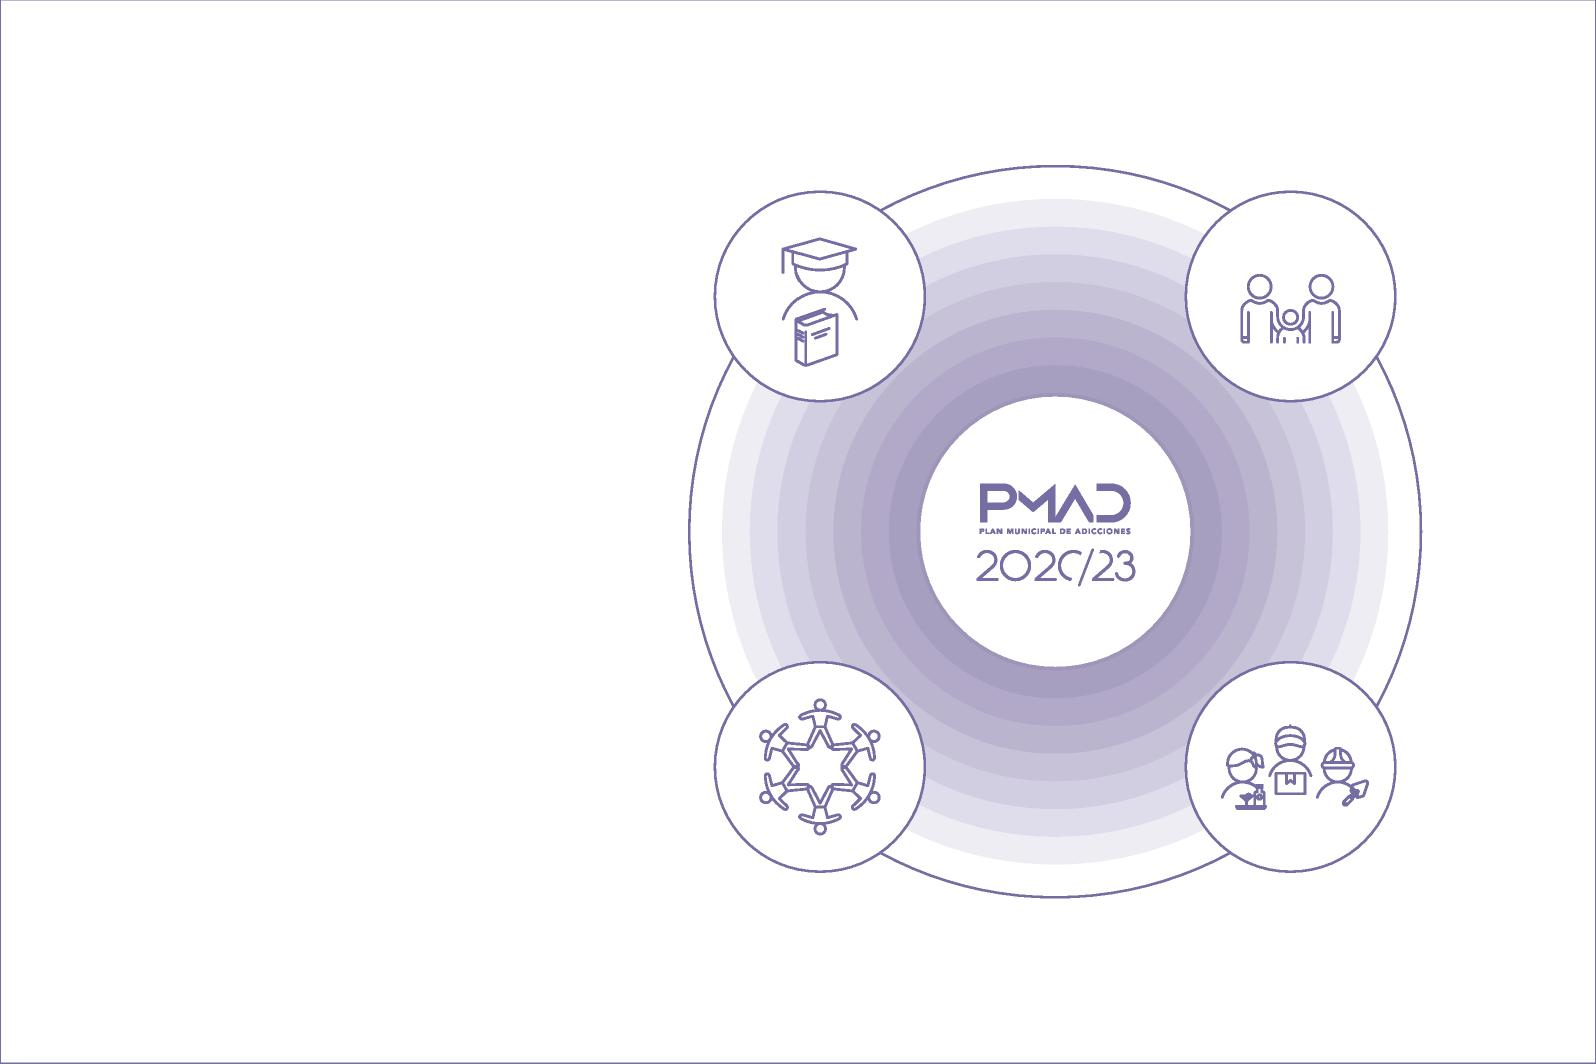 PMAD
PLAN MUNICIPAL DE ADICCIONES
2020/23